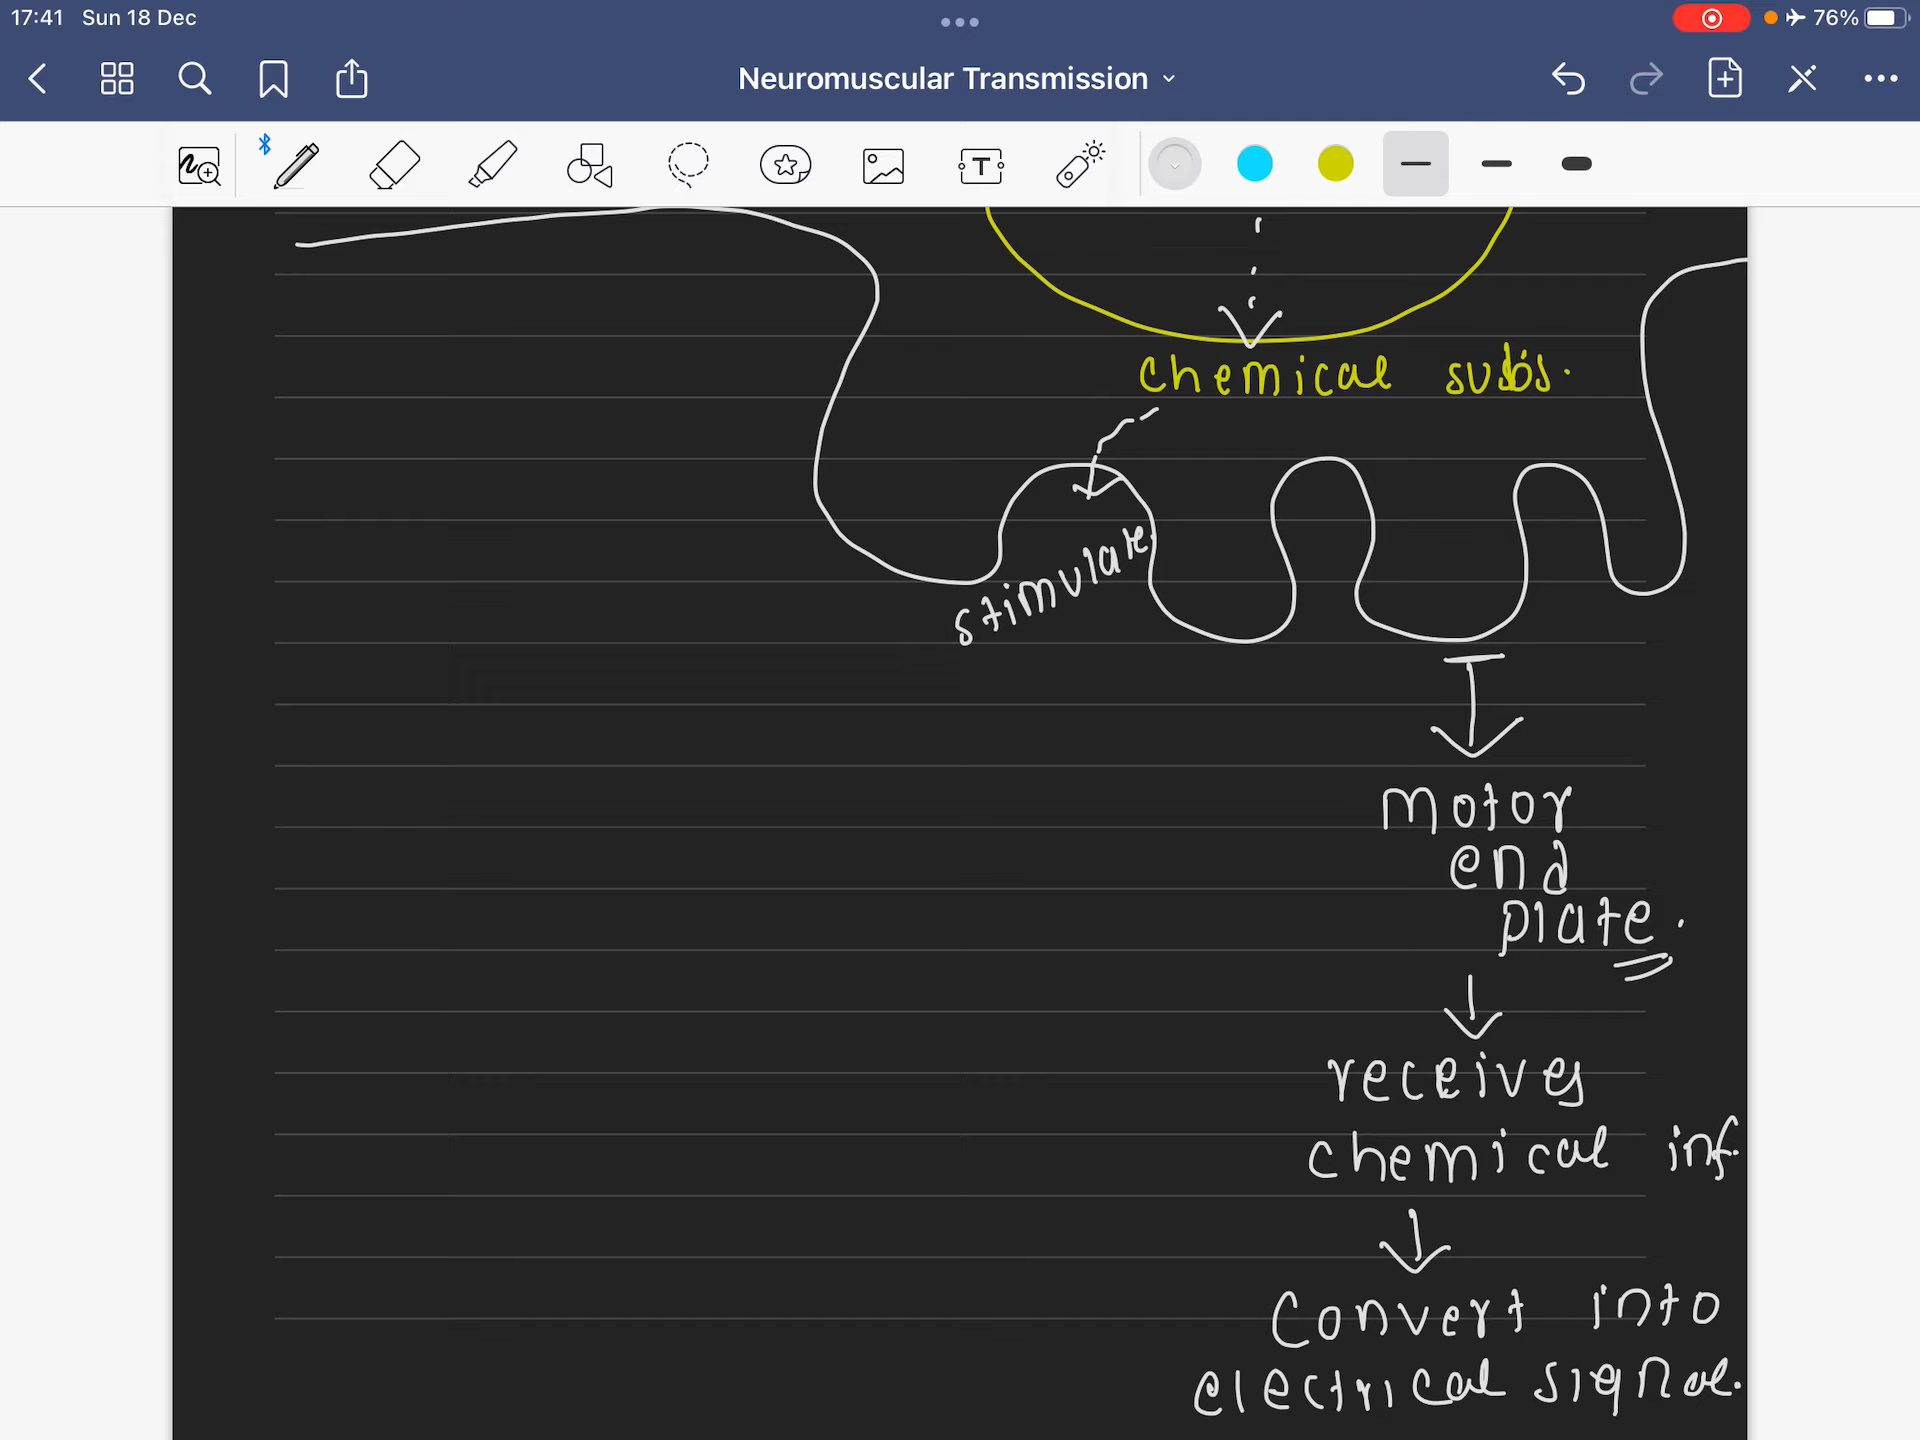 17:41 Sun 18 Dec
76%
Neuromuscular Transmission
T
chemical subs.
stimulate
motor
end
plate.
receives
chemical inf.
Convert into
electrical signal.